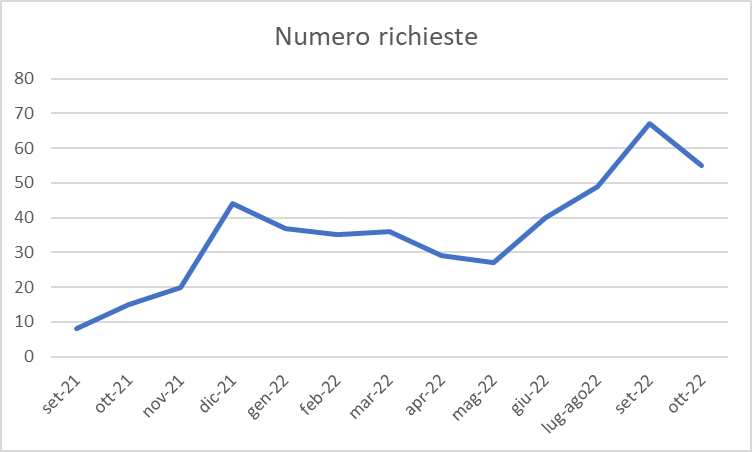 Numero richieste
80
70
60
50
40
30
20
10
0
set-21
ott-21
nov-21
dic-21
gen-22
feb-22
mar-22
apr-22
mag-22
giu-22
lug-ago22
set-22
ott-22